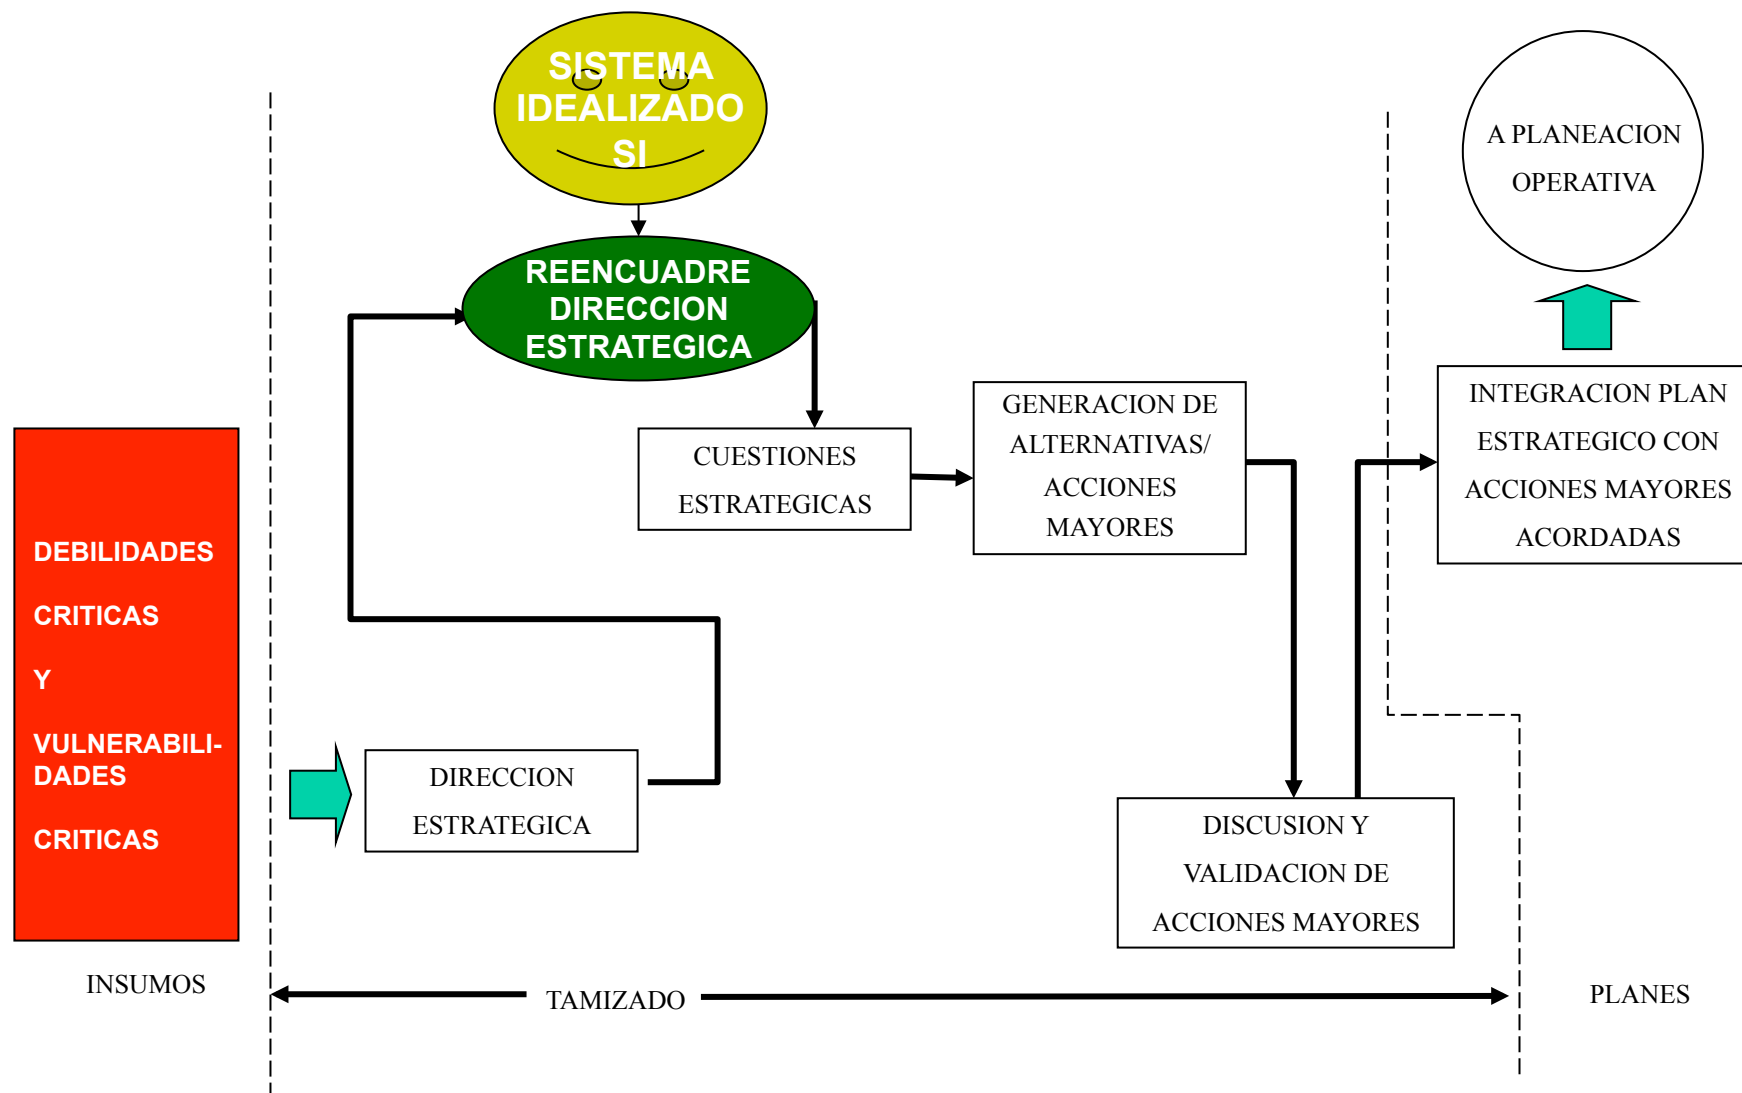 SISTEMA
IDEALIZADO
SI
A PLANEACION
OPERATIVA
REENCUADRE
DIRECCION
ESTRATEGICA
CUESTIONES
ESTRATEGICAS
GENERACION DE
ALTERNATIVAS/
ACCIONES
MAYORES
INTEGRACION PLAN
ESTRATEGICO CON
ACCIONES MAYORES
ACORDADAS
DEBILIDADES
CRITICAS
Y
VULNERABILI-
DADES
CRITICAS
DIRECCION
ESTRATEGICA
DISCUSION Y
VALIDACION DE
ACCIONES MAYORES
INSUMOS
TAMIZADO
PLANES